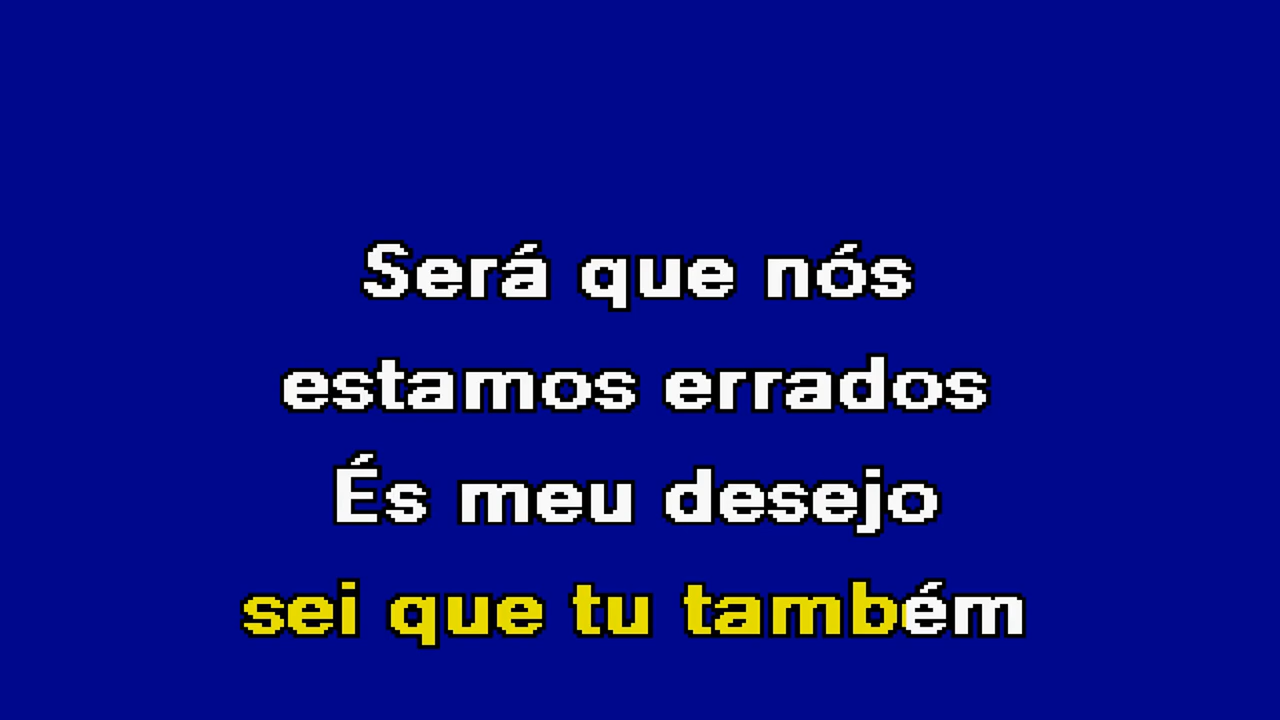 Será que nós
estamos errados
És meu desejo
sei que tu também